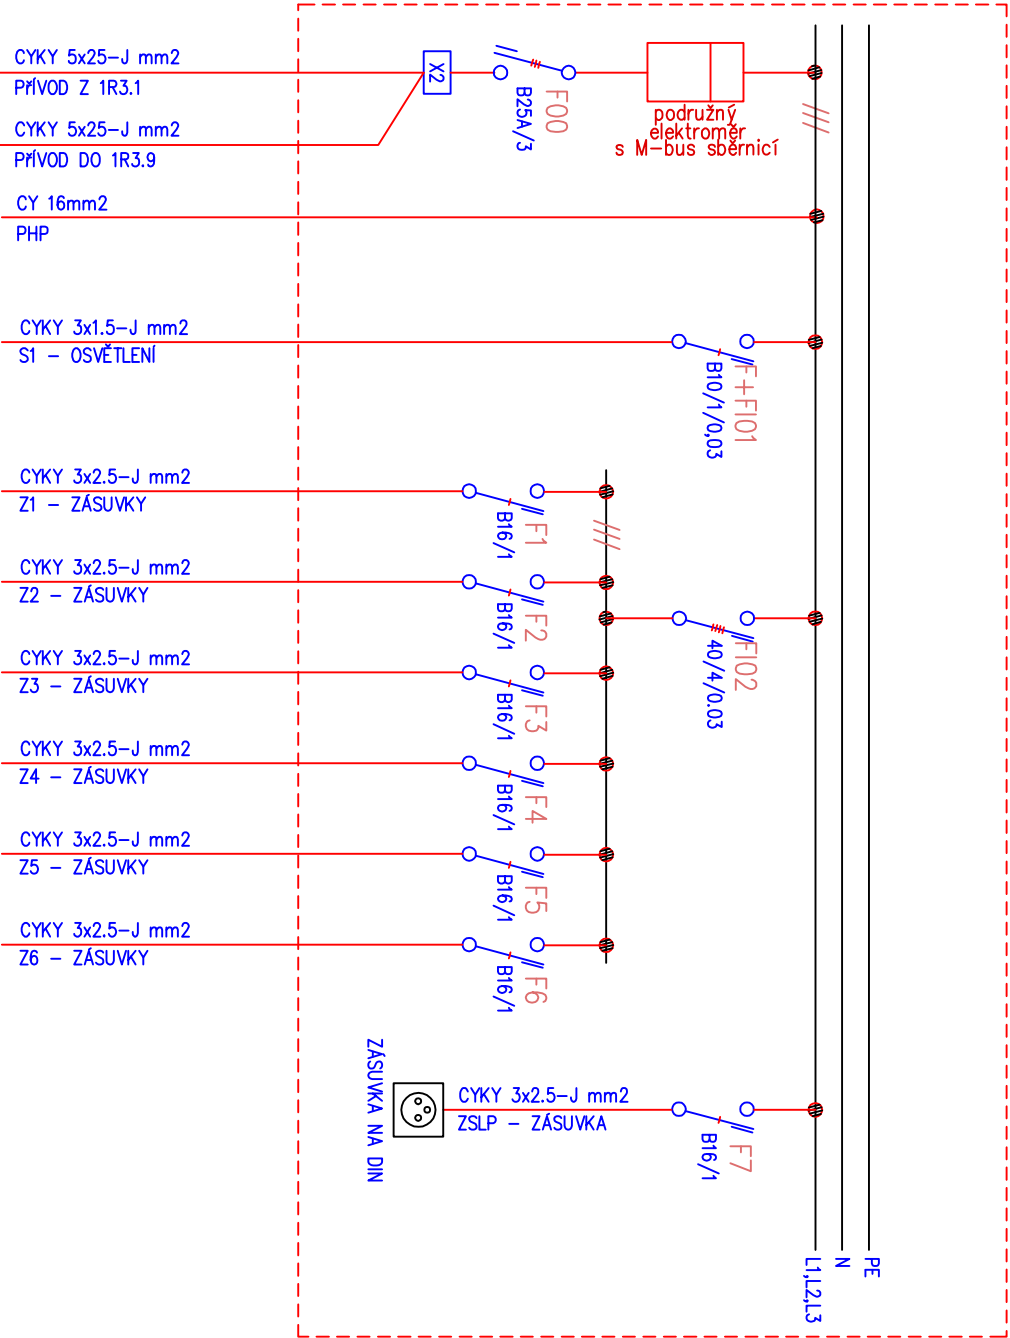 CYKY 5x25-J mm2
PŘÍVOD Z 1R3.1
CYKY 5x25-J mm2
PŘÍVOD DO 1R3.9
X2
F00
B25A/3
podružný
elektroměr
s M-bus sběrnicí
CY 16mm2
PHP
CYKY 3x1.5-J mm2
S1 - OSVĚTLENÍ
F+FI01
B10/1/0,03
CYKY 3x2.5-J mm2
Z1 - ZÁSUVKY
F1
B16/1
CYKY 3x2.5-J mm2
Z2 - ZÁSUVKY
F2
B16/1
FI02
40/4/0.03
CYKY 3x2.5-J mm2
Z3 - ZÁSUVKY
F3
B16/1
CYKY 3x2.5-J mm2
Z4 - ZÁSUVKY
F4
B16/1
CYKY 3x2.5-J mm2
Z5 - ZÁSUVKY
F5
B16/1
CYKY 3x2.5-J mm2
Z6 - ZÁSUVKY
F6
B16/1
ZÁSUVKA NA DIN
CYKY 3x2.5-J mm2
ZSLP - ZÁSUVKA
F7
B16/1
PE
N
L1,L2,L3